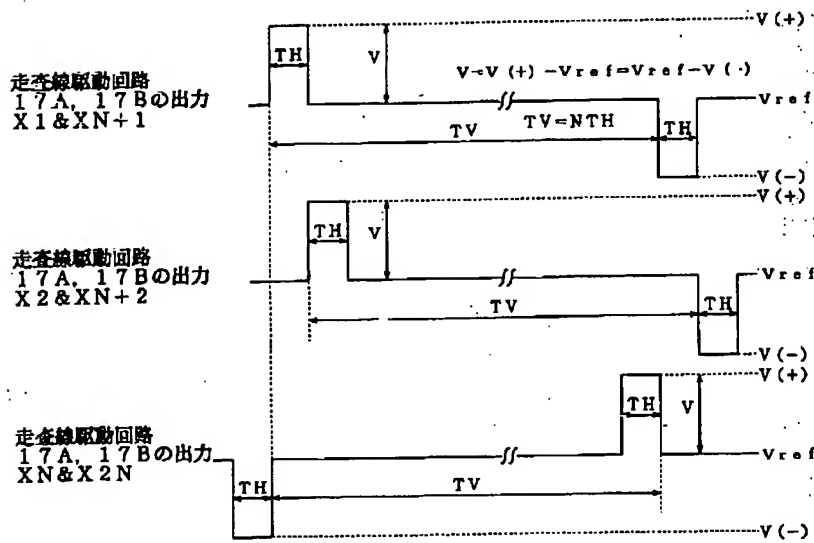 V(+)
TH
V
走査線駆動回路
17A, 17Bの出力
X1&XN+1
V=V(+)-Vref=Vref-V(-)
Vref
TV
TV=NTH
TH
V(-)
V(+)
TH
V
走査線駆動回路
17A, 17Bの出力
X2&XN+2
Vref
TV
TH
V(-)
V(+)
TH
V
走査線駆動回路
17A, 17Bの出力
XN&X2N
Vref
TH
TV
V(-)